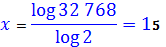 x = log 32 768 / log 2 = 15